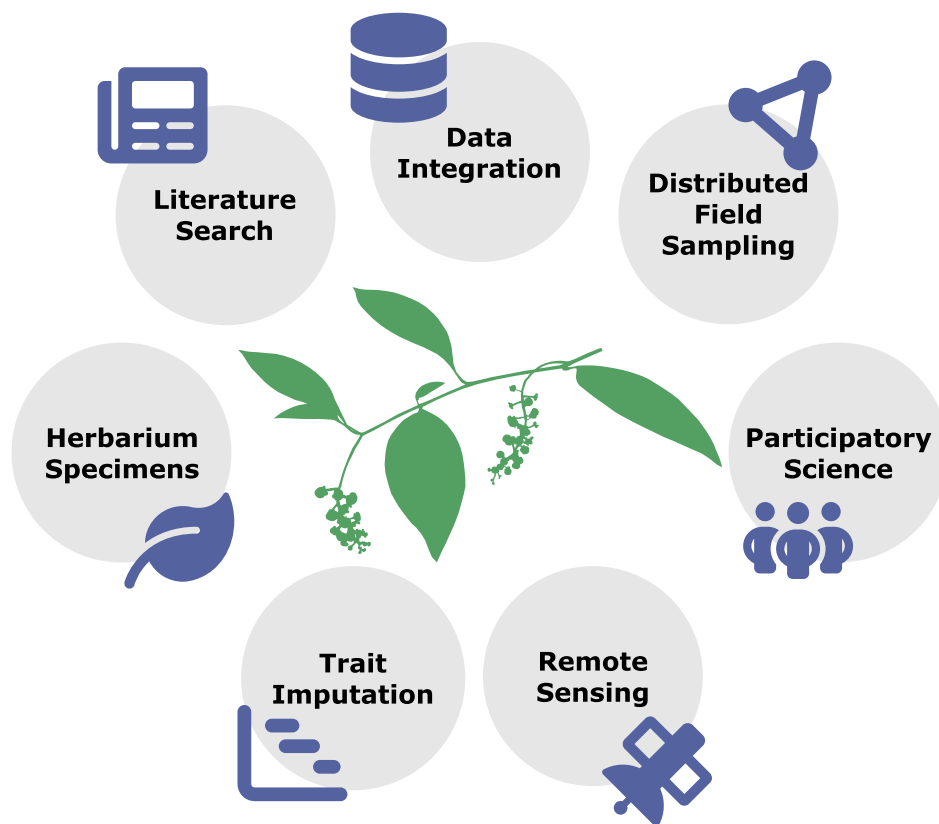 Data
Integration
Literature
Search
Distributed
Field
Sampling
Herbarium
Specimens
Participatory
Science
Trait
Imputation
Remote
Sensing